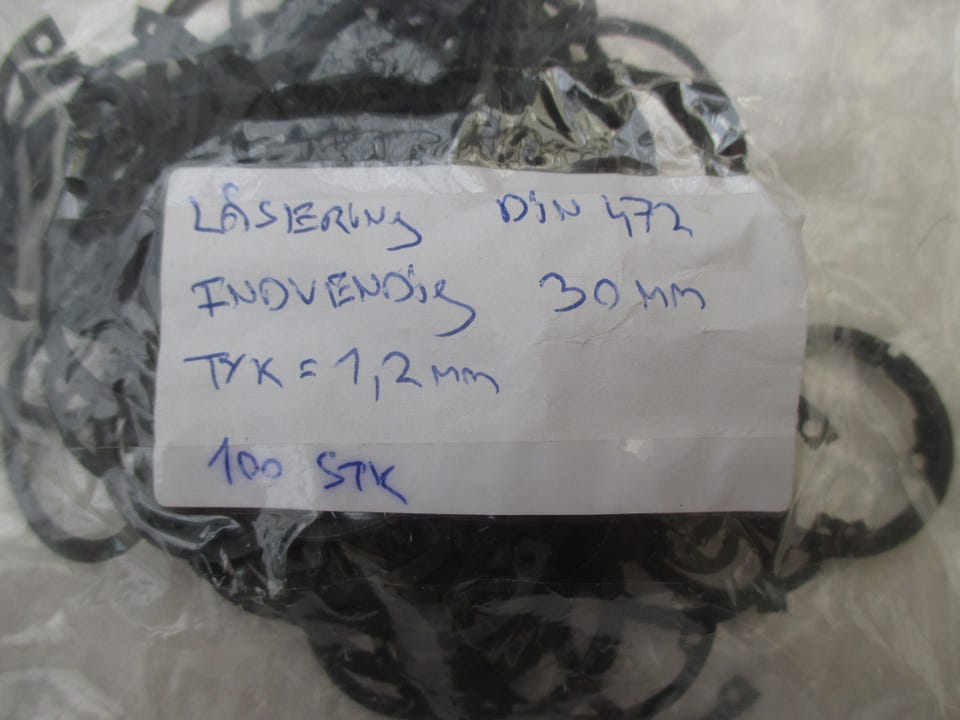 LÅSERING DIN 472
INDVENDIG 30 mm
TYK = 1,2 mm
100 STK